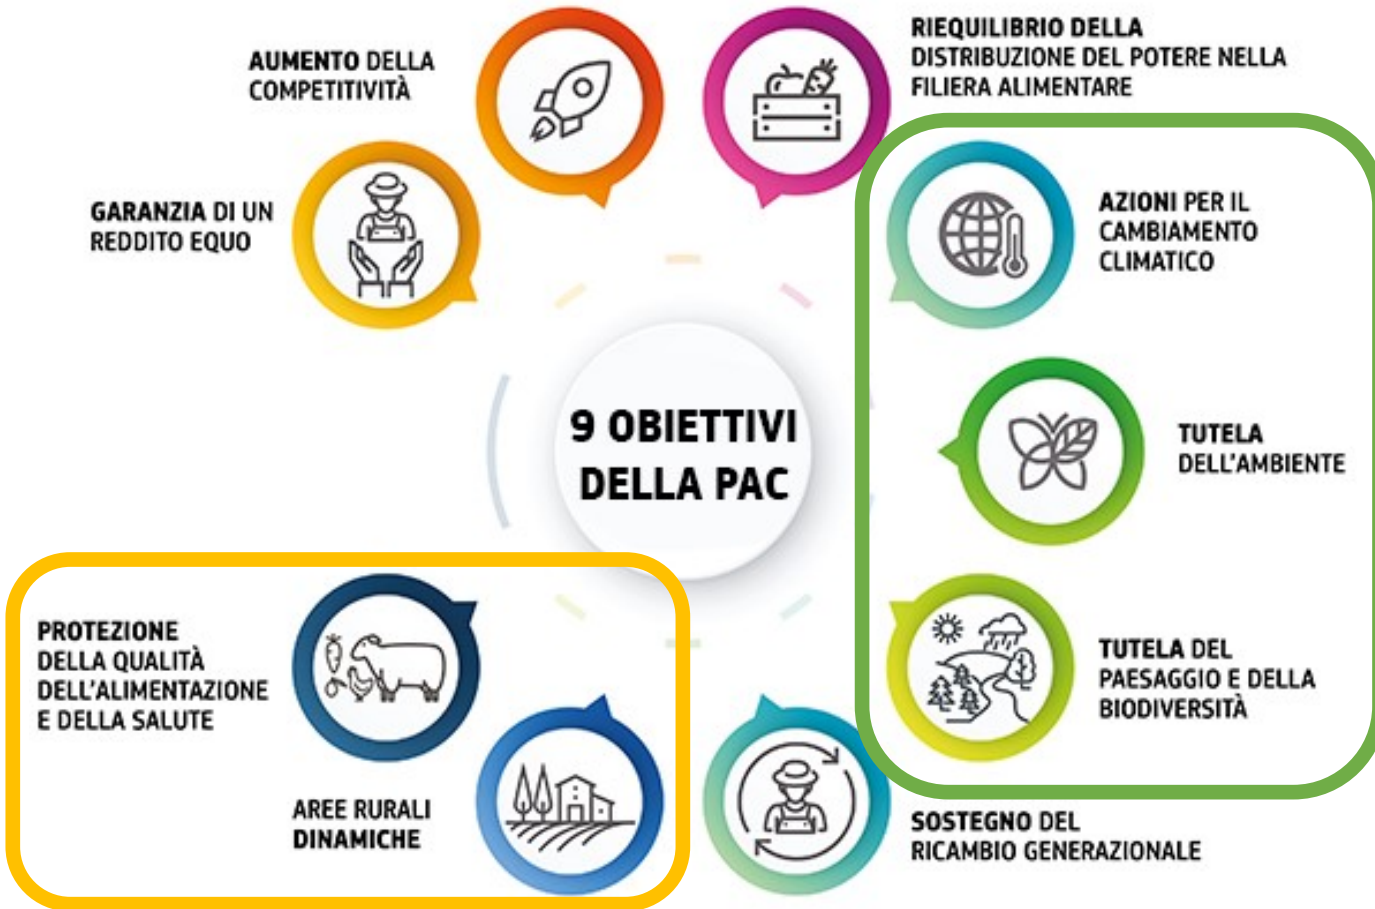 AUMENTO DELLA
COMPETITIVITÀ
RIEQUILIBRIO DELLA
DISTRIBUZIONE DEL POTERE NELLA
FILIERA ALIMENTARE
GARANZIA DI UN
REDDITO EQUO
AZIONI PER IL
CAMBIAMENTO
CLIMATICO
9 OBIETTIVI
DELLA PAC
TUTELA
DELL'AMBIENTE
PROTEZIONE
DELLA QUALITÀ
DELL'ALIMENTAZIONE
E DELLA SALUTE
TUTELA DEL
PAESAGGIO E DELLA
BIODIVERSITÀ
AREE RURALI
DINAMICHE
SOSTEGNO DEL
RICAMBIO GENERAZIONALE